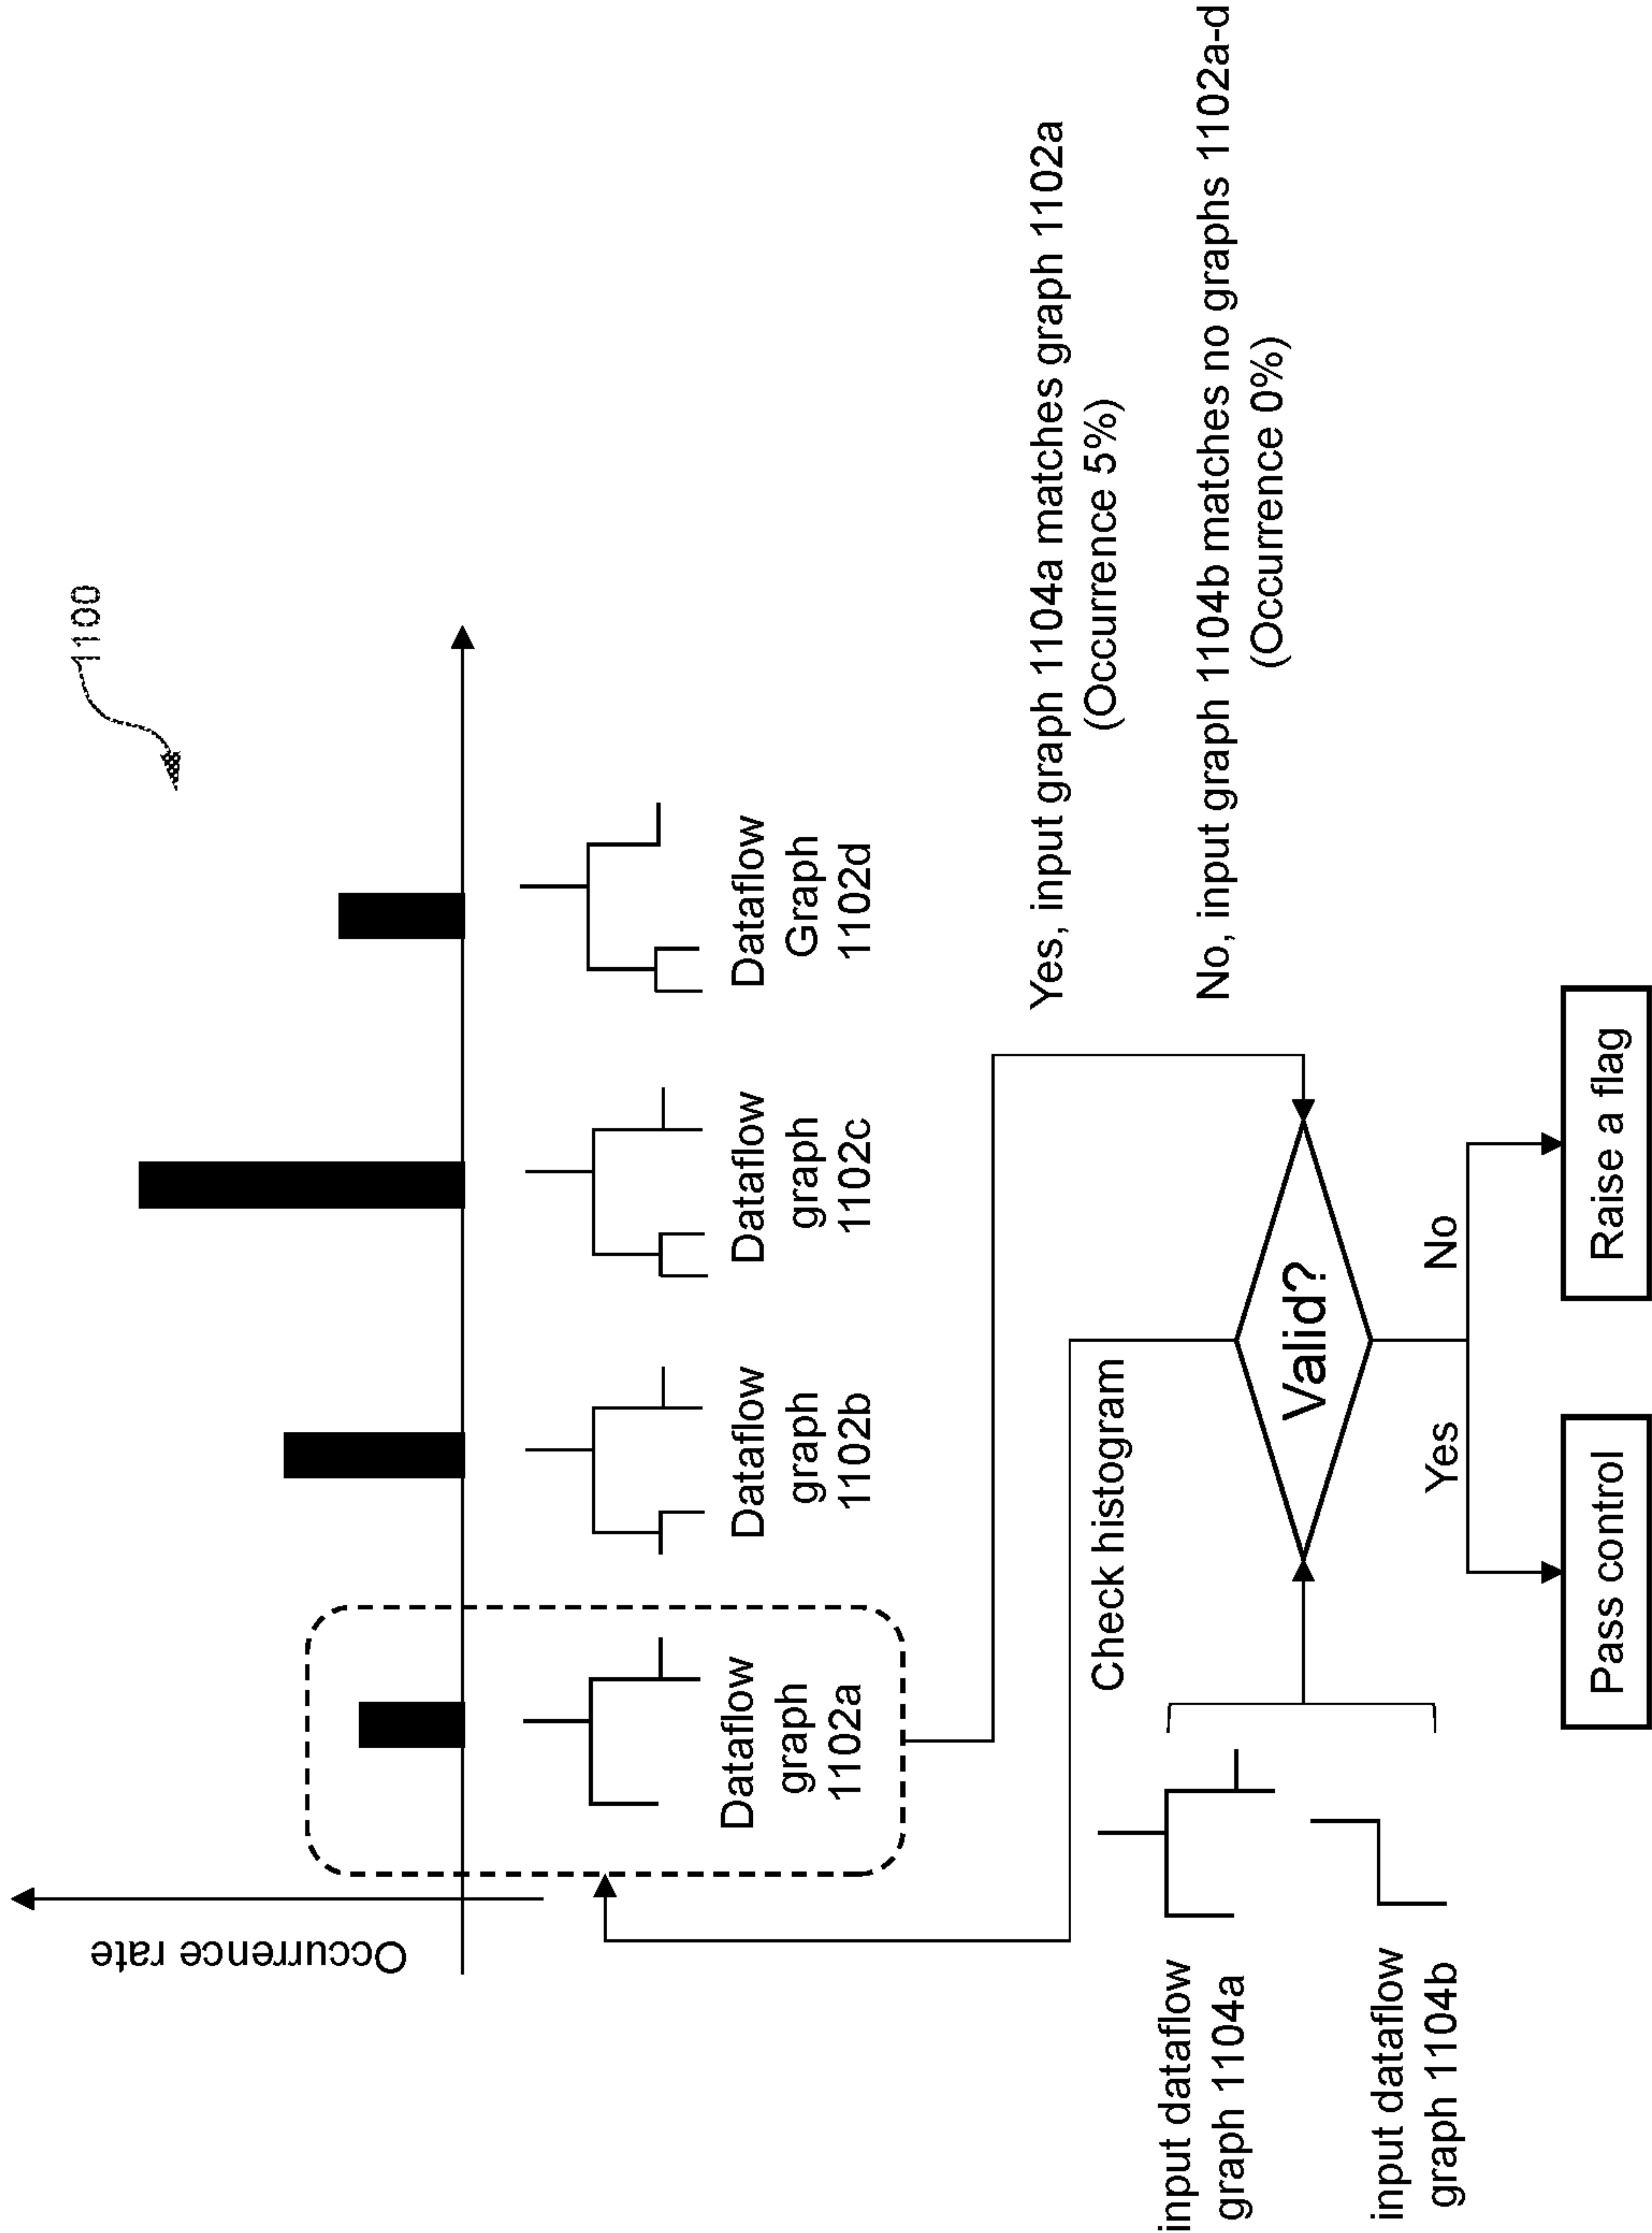 1100
Occurrence rate
Dataflow
graph
1102a
Dataflow
graph
1102b
Dataflow
graph
1102c
Dataflow
Graph
1102d
Check histogram
Yes, input graph 1104a matches graph 1102a
(Occurrence 5%)
No, input graph 1104b matches no graphs 1102a-d
(Occurrence 0%)
input dataflow
graph 1104a
input dataflow
graph 1104b
Valid?
Yes
No
Pass control
Raise a flag